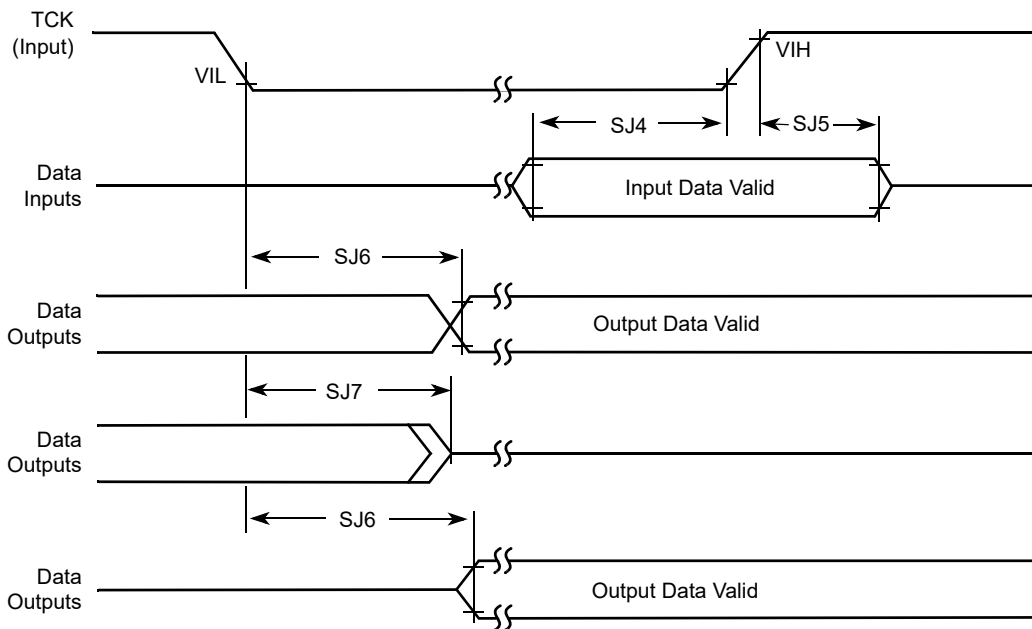 TCK
(Input)
VIL
VIH
SJ4
SJ5
Data
Inputs
Input Data Valid
SJ6
Data
Outputs
Output Data Valid
SJ7
Data
Outputs
SJ6
Data
Outputs
Output Data Valid